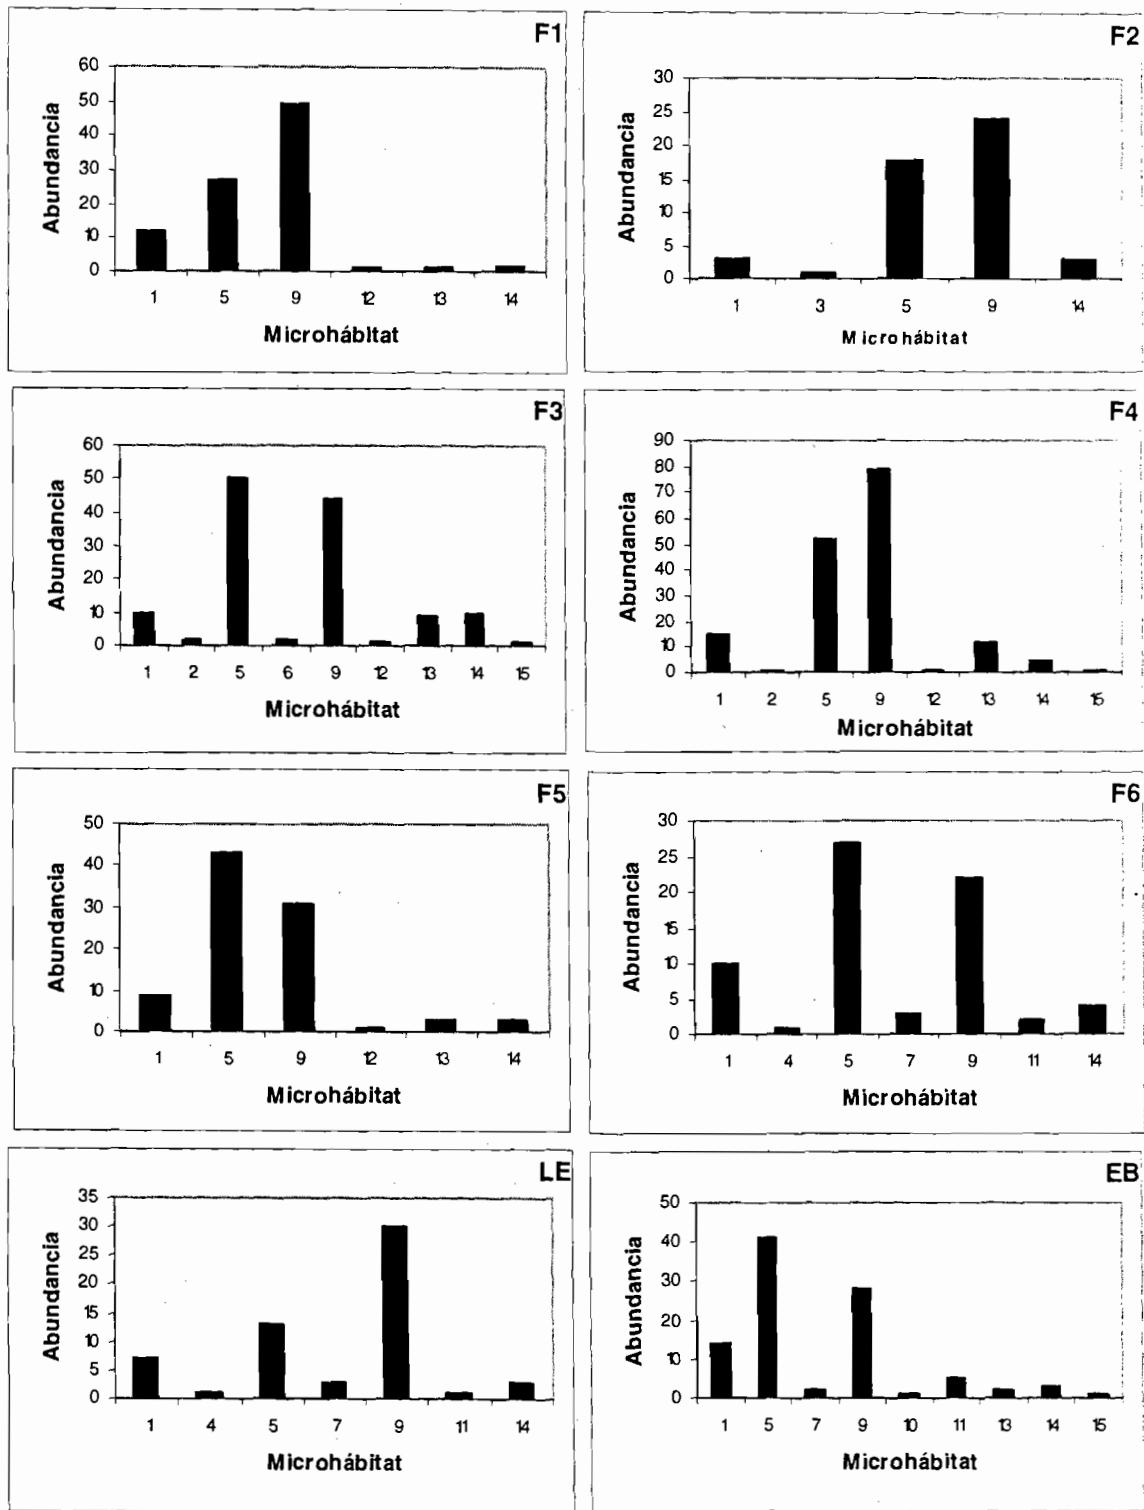 F1
60
50
40
30
20
10
0
Abundancia
1 5 9 12 13 14
Microhábitat
F2
30
25
20
15
10
5
0
Abundancia
1 3 5 9 14
Microhábitat
F3
60
50
40
30
20
10
0
Abundancia
1 2 5 6 9 12 13 14 15
Microhábitat
F4
90
80
70
60
50
40
30
20
10
0
Abundancia
1 2 5 9 12 13 14 15
Microhábitat
F5
50
40
30
20
10
0
Abundancia
1 5 9 12 13 14
Microhábitat
F6
30
25
20
15
10
5
0
Abundancia
1 4 5 7 9 11 14
Microhábitat
LE
35
30
25
20
15
10
5
0
Abundancia
1 4 5 7 9 11 14
Microhábitat
EB
50
40
30
20
10
0
Abundancia
1 5 7 9 10 11 13 14 15
Microhábitat